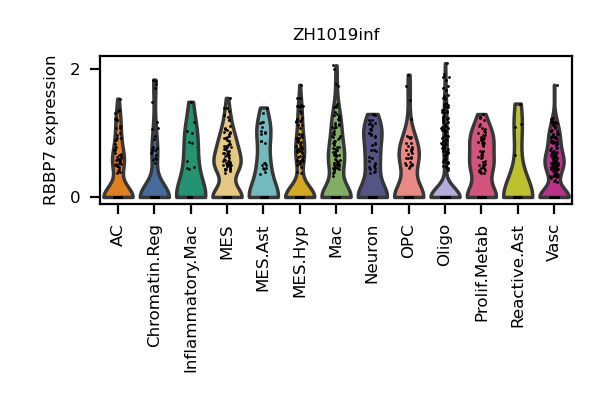 ZH1019inf
RBBP7 expression
2
0
AC
Chromatin.Reg
Inflammatory.Mac
MES
MES.Ast
MES.Hyp
Mac
Neuron
OPC
Oligo
Prolif.Metab
Reactive.Ast
Vasc